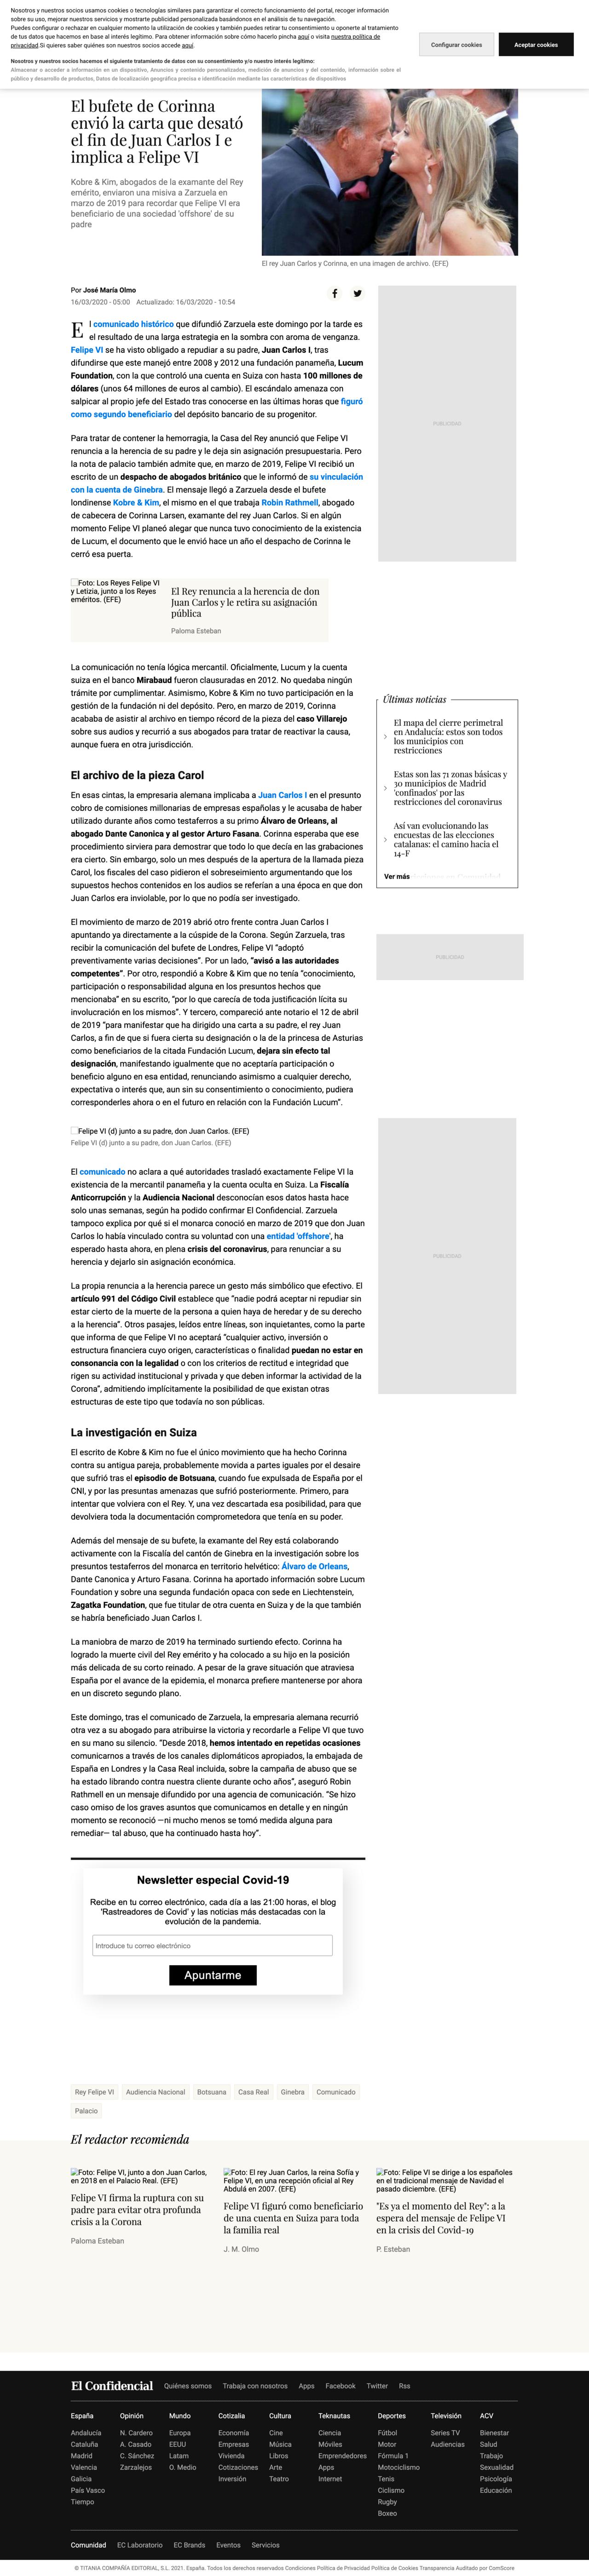 Nosotros y nuestros socios usamos cookies o tecnologías similares para garantizar el correcto funcionamiento del portal, recoger información
sobre su uso, mejorar nuestros servicios y mostrarte publicidad personalizada basándonos en el análisis de tu navegación.
Puedes configurar o rechazar en cualquier momento tu utilización de cookies y también puedes retirar tu consentimiento u oponerte al tratamiento
de tus datos que hacemos en base al interés legítimo. Para obtener información sobre cómo hacerlo pincha aquí o visita nuestra política de
privacidad.Si quieres saber quiénes son nuestros socios accede aquí.
Nosotros y nuestros socios hacemos el siguiente tratamiento de datos con su consentimiento y/o nuestro interés legítimo:
Almacenar o acceder a información en un dispositivo, Anuncios y contenido personalizados, medición de anuncios y del contenido, información sobre el
público y desarrollo de productos, Datos de localización geográfica precisa e identificación mediante las características de dispositivos
Configurar cookies
Aceptar cookies
El bufete de Corinna
envió la carta que desató
el fin de Juan Carlos I e
implica a Felipe VI
Kobre & Kim, abogados de la examante del Rey
emérito, enviaron una misiva a Zarzuela en
marzo de 2019 para recordar que Felipe VI era
beneficiario de una sociedad 'offshore' de su
padre
El rey Juan Carlos y Corinna, en una imagen de archivo. (EFE)
Por José María Olmo
16/03/2020 - 05:00 Actualizado: 16/03/2020 - 10:54
El comunicado histórico que difundió Zarzuela este domingo por la tarde es
el resultado de una larga estrategia en la sombra con aroma de venganza.
Felipe VI se ha visto obligado a repudiar a su padre, Juan Carlos I, tras
difundirse que este manejó entre 2008 y 2012 una fundación panameña, Lucum
Foundation, con la que controló una cuenta en Suiza con hasta 100 millones de
dólares (unos 64 millones de euros al cambio). El escándalo amenaza con
salpicar al propio jefe del Estado tras conocerse en las últimas horas que figuró
como segundo beneficiario del depósito bancario de su progenitor.
Para tratar de contener la hemorragia, la Casa del Rey anunció que Felipe VI
renuncia a la herencia de su padre y le deja sin asignación presupuestaria. Pero
la nota de palacio también admite que, en marzo de 2019, Felipe VI recibió un
escrito de un despacho de abogados británico que le informó de su vinculación
con la cuenta de Ginebra. El mensaje llegó a Zarzuela desde el bufete
londinense Kobre & Kim, el mismo en el que trabaja Robin Rathmell, abogado
de cabecera de Corinna Larsen, examante del rey Juan Carlos. Si en algún
momento Felipe VI planeó alegar que nunca tuvo conocimiento de la existencia
de Lucum, el documento que le envió hace un año el despacho de Corinna le
cerró esa puerta.
Foto: Los Reyes Felipe VI
y Letizia, junto a los Reyes
eméritos. (EFE)
El Rey renuncia a la herencia de don
Juan Carlos y le retira su asignación
pública
Paloma Esteban
La comunicación no tenía lógica mercantil. Oficialmente, Lucum y la cuenta
suiza en el banco Mirabaud fueron clausuradas en 2012. No quedaba ningún
trámite por cumplimentar. Asimismo, Kobre & Kim no tuvo participación en la
gestión de la fundación ni del depósito. Pero, en marzo de 2019, Corinna
acababa de asistir al archivo en tiempo récord de la pieza del caso Villarejo
sobre sus audios y recurrió a sus abogados para tratar de reactivar la causa,
aunque fuera en otra jurisdicción.
El archivo de la pieza Carol
En esas cintas, la empresaria alemana implicaba a Juan Carlos I en el presunto
cobro de comisiones millonarias de empresas españolas y le acusaba de haber
utilizado durante años como testaferros a su primo Álvaro de Orleans, al
abogado Dante Canonica y al gestor Arturo Fasana. Corinna esperaba que ese
procedimiento sirviera para demostrar que lo que decía en las grabaciones
era cierto. Sin embargo, solo un mes después de la apertura de la llamada pieza
Carol, los fiscales del caso pidieron el sobreseimiento argumentando que los
supuestos hechos contenidos en los audios se referían a una época en que don
Juan Carlos era inviolable, por lo que no podía ser investigado.
El movimiento de marzo de 2019 abrió otro frente contra Juan Carlos I
apuntando ya directamente a la cúspide de la Corona. Según Zarzuela, tras
recibir la comunicación del bufete de Londres, Felipe VI “adoptó
preventivamente varias decisiones”. Por un lado, “avisó a las autoridades
competentes”. Por otro, respondió a Kobre & Kim que no tenía “conocimiento,
participación o responsabilidad alguna en los presuntos hechos que
mencionaba” en su escrito, “por lo que carecía de toda justificación lícita su
involucración en los mismos”. Y tercero, compareció ante notario el 12 de abril
de 2019 “para manifestar que ha dirigido una carta a su padre, el rey Juan
Carlos, a fin de que si fuera cierta su designación o la de la princesa de Asturias
como beneficiarios de la citada Fundación Lucum, dejara sin efecto tal
designación, manifestando igualmente que no aceptaría participación o
beneficio alguno en esa entidad, renunciando asimismo a cualquier derecho,
expectativa o interés que, aun sin su consentimiento o conocimiento, pudiera
corresponderles ahora o en el futuro en relación con la Fundación Lucum”.
Felipe VI (d) junto a su padre, don Juan Carlos. (EFE)
Felipe VI (d) junto a su padre, don Juan Carlos. (EFE)
El comunicado no aclara a qué autoridades trasladó exactamente Felipe VI la
existencia de la mercantil panameña y la cuenta oculta en Suiza. La Fiscalía
Anticorrupción y la Audiencia Nacional desconocían esos datos hasta hace
solo unas semanas, según ha podido confirmar El Confidencial. Zarzuela
tampoco explica por qué si el monarca conoció en marzo de 2019 que don Juan
Carlos lo había vinculado contra su voluntad con una entidad 'offshore', ha
esperado hasta ahora, en plena crisis del coronavirus, para renunciar a su
herencia y dejarlo sin asignación económica.
La propia renuncia a la herencia parece un gesto más simbólico que efectivo. El
artículo 991 del Código Civil establece que “nadie podrá aceptar ni repudiar sin
estar cierto de la muerte de la persona a quien haya de heredar y de su derecho
a la herencia”. Otros pasajes, leídos entre líneas, son inquietantes, como la parte
que informa de que Felipe VI no aceptará “cualquier activo, inversión o
estructura financiera cuyo origen, características o finalidad puedan no estar en
consonancia con la legalidad o con los criterios de rectitud e integridad que
rigen su actividad institucional y privada y que deben informar la actividad de la
Corona”, admitiendo implícitamente la posibilidad de que existan otras
estructuras de este tipo que todavía no son públicas.
La investigación en Suiza
El escrito de Kobre & Kim no fue el único movimiento que ha hecho Corinna
contra su antigua pareja, probablemente movida a partes iguales por el desaire
que sufrió tras el episodio de Botsuana, cuando fue expulsada de España por el
CNI, y por las presuntas amenazas que sufrió posteriormente. Primero, para
intentar que volviera con el Rey. Y, una vez descartada esa posibilidad, para que
devolviera toda la documentación comprometedora que tenía en su poder.
Además del mensaje de su bufete, la examante del Rey está colaborando
activamente con la Fiscalía del cantón de Ginebra en la investigación sobre los
presuntos testaferros del monarca en territorio helvético: Álvaro de Orleans,
Dante Canonica y Arturo Fasana. Corinna ha aportado información sobre Lucum
Foundation y sobre una segunda fundación opaca con sede en Liechtenstein,
Zagatka Foundation, que fue titular de otra cuenta en Suiza y de la que también
se habría beneficiado Juan Carlos I.
La maniobra de marzo de 2019 ha terminado surtiendo efecto. Corinna ha
logrado la muerte civil del Rey emérito y ha colocado a su hijo en la posición
más delicada de su corto reinado. A pesar de la grave situación que atraviesa
España por el avance de la epidemia, el monarca prefiere mantenerse por ahora
en un discreto segundo plano.
Este domingo, tras el comunicado de Zarzuela, la empresaria alemana recurrió
otra vez a su abogado para atribuirse la victoria y recordarle a Felipe VI que tuvo
en su mano su silencio. “Desde 2018, hemos intentado en repetidas ocasiones
comunicarnos a través de los canales diplomáticos apropiados, la embajada de
España en Londres y la Casa Real incluida, sobre la campaña de abuso que se
ha estado librando contra nuestra cliente durante ocho años”, aseguró Robin
Rathmell en un mensaje difundido por una agencia de comunicación. “Se hizo
caso omiso de los graves asuntos que comunicamos en detalle y en ningún
momento se reconoció —ni mucho menos se tomó medida alguna para
remediar— tal abuso, que ha continuado hasta hoy”.
Newsletter especial Covid-19
Recibe en tu correo electrónico, cada día a las 21:00 horas, el blog
'Rastreadores de Covid' y las noticias más destacadas con la
evolución de la pandemia.
Introduce tu correo electrónico
Apuntarme
PUBLICIDAD
Últimas noticias
El mapa del cierre perimetral
en Andalucía: estos son todos
los municipios con
restricciones
Estas son las 71 zonas básicas y
30 municipios de Madrid
'confinados' por las
restricciones del coronavirus
Así van evolucionando las
encuestas de las elecciones
catalanas: el camino hacia el
14-F
Ver más
PUBLICIDAD
PUBLICIDAD
Rey Felipe VI Audiencia Nacional Botsuana Casa Real Ginebra Comunicado
Palacio
El redactor recomienda
Foto: Felipe VI, junto a don Juan Carlos,
en 2018 en el Palacio Real. (EFE)
Felipe VI firma la ruptura con su
padre para evitar otra profunda
crisis a la Corona
Paloma Esteban
Foto: El rey Juan Carlos, la reina Sofía y
Felipe VI, en una recepción oficial al Rey
Abdulá en 2007. (EFE)
Felipe VI figuró como beneficiario
de una cuenta en Suiza para toda
la familia real
J. M. Olmo
Foto: Felipe VI se dirige a los españoles
en el tradicional mensaje de Navidad el
pasado diciembre. (EFE)
"Es ya el momento del Rey": a la
espera del mensaje de Felipe VI
en la crisis del Covid-19
P. Esteban
El Confidencial Quiénes somos Trabaja con nosotros Apps Facebook Twitter Rss
España
Andalucía
Cataluña
Madrid
Valencia
Galicia
País Vasco
Tiempo
Opinión
N. Cardero
A. Casado
C. Sánchez
Zarzalejos
Mundo
Europa
EEUU
Latam
O. Medio
Cotizalia
Economía
Empresas
Vivienda
Cotizaciones
Inversión
Cultura
Cine
Música
Libros
Arte
Teatro
Teknautas
Ciencia
Móviles
Emprendedores
Apps
Internet
Deportes
Fútbol
Motor
Fórmula 1
Motociclismo
Tenis
Ciclismo
Rugby
Boxeo
Televisión
Series TV
Audiencias
ACV
Bienestar
Salud
Trabajo
Sexualidad
Psicología
Educación
Comunidad EC Laboratorio EC Brands Eventos Servicios
© TITANIA COMPAÑÍA EDITORIAL, S.L. 2021. España. Todos los derechos reservados Condiciones Política de Privacidad Política de Cookies Transparencia Auditado por ComScore